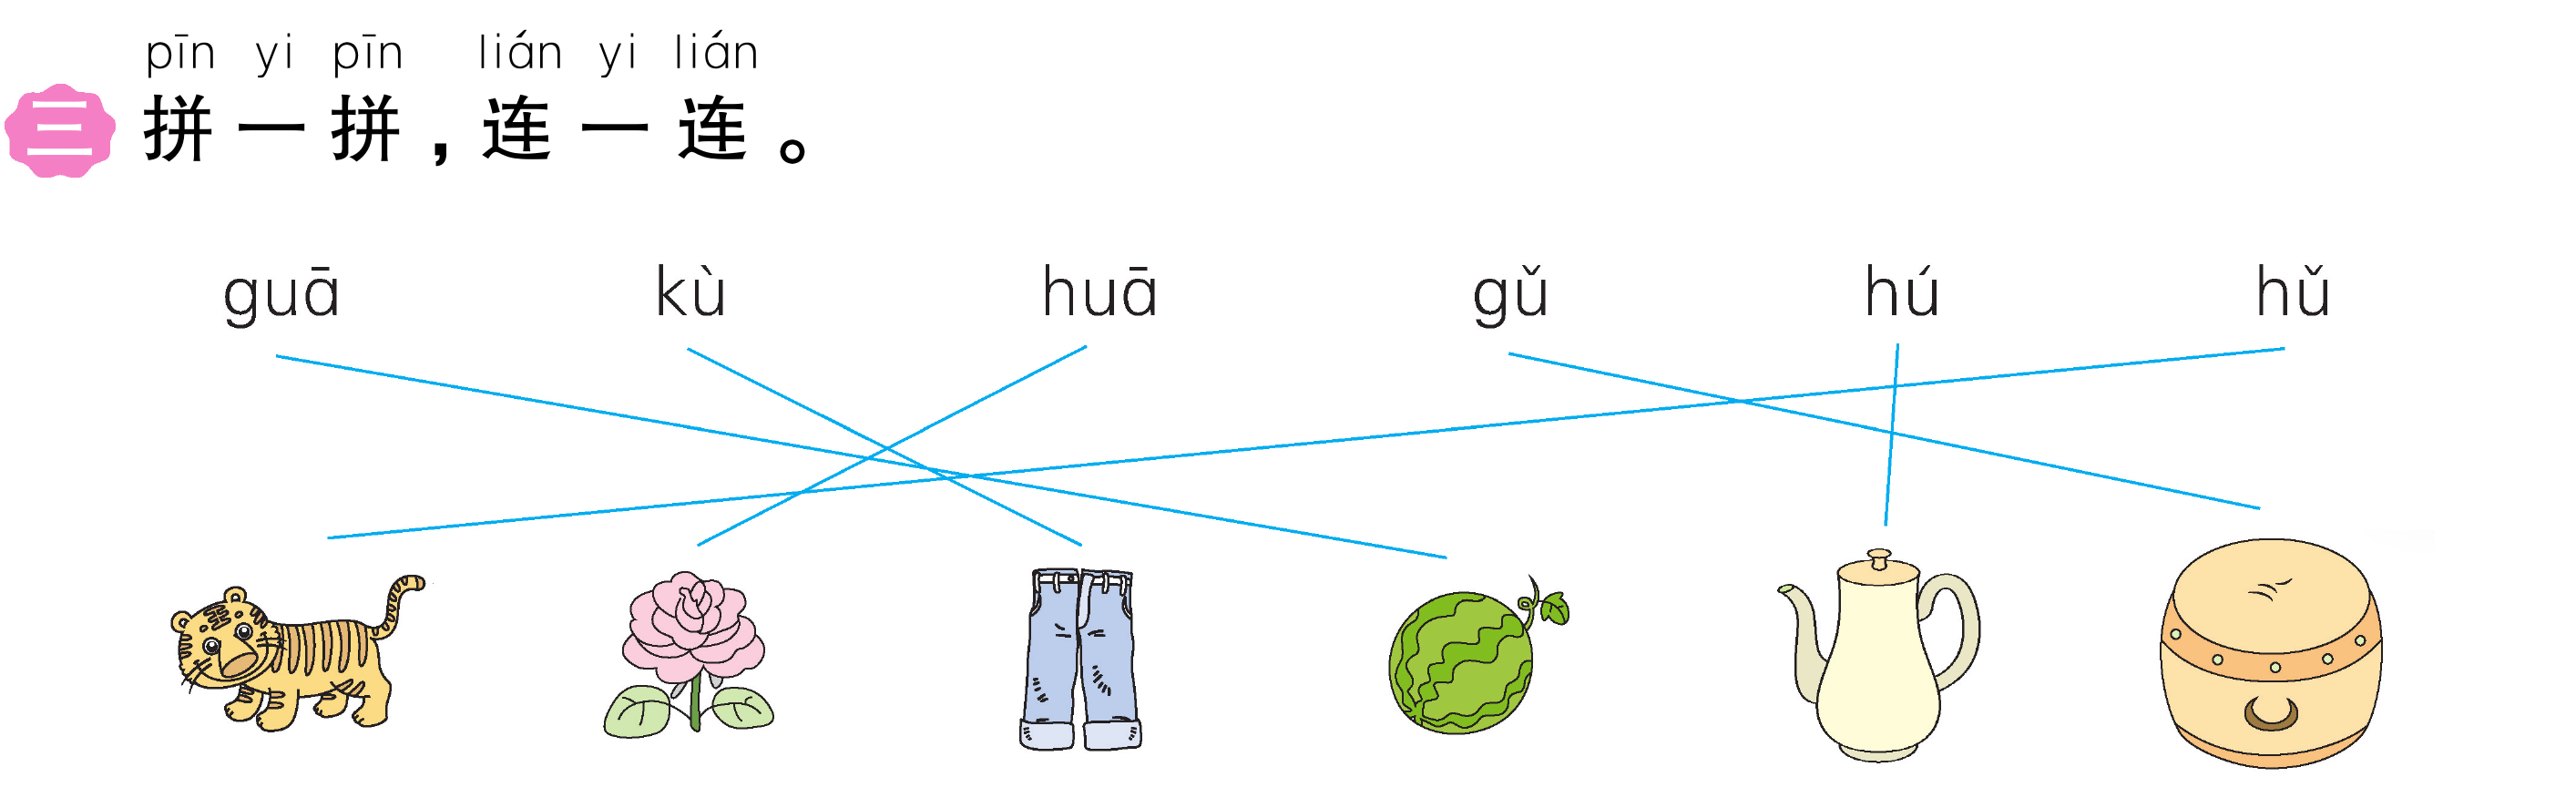 pīn yi pīn lián yi lián
三 拼一拼,连一连。
guā kù huā gǔ hú hǔ